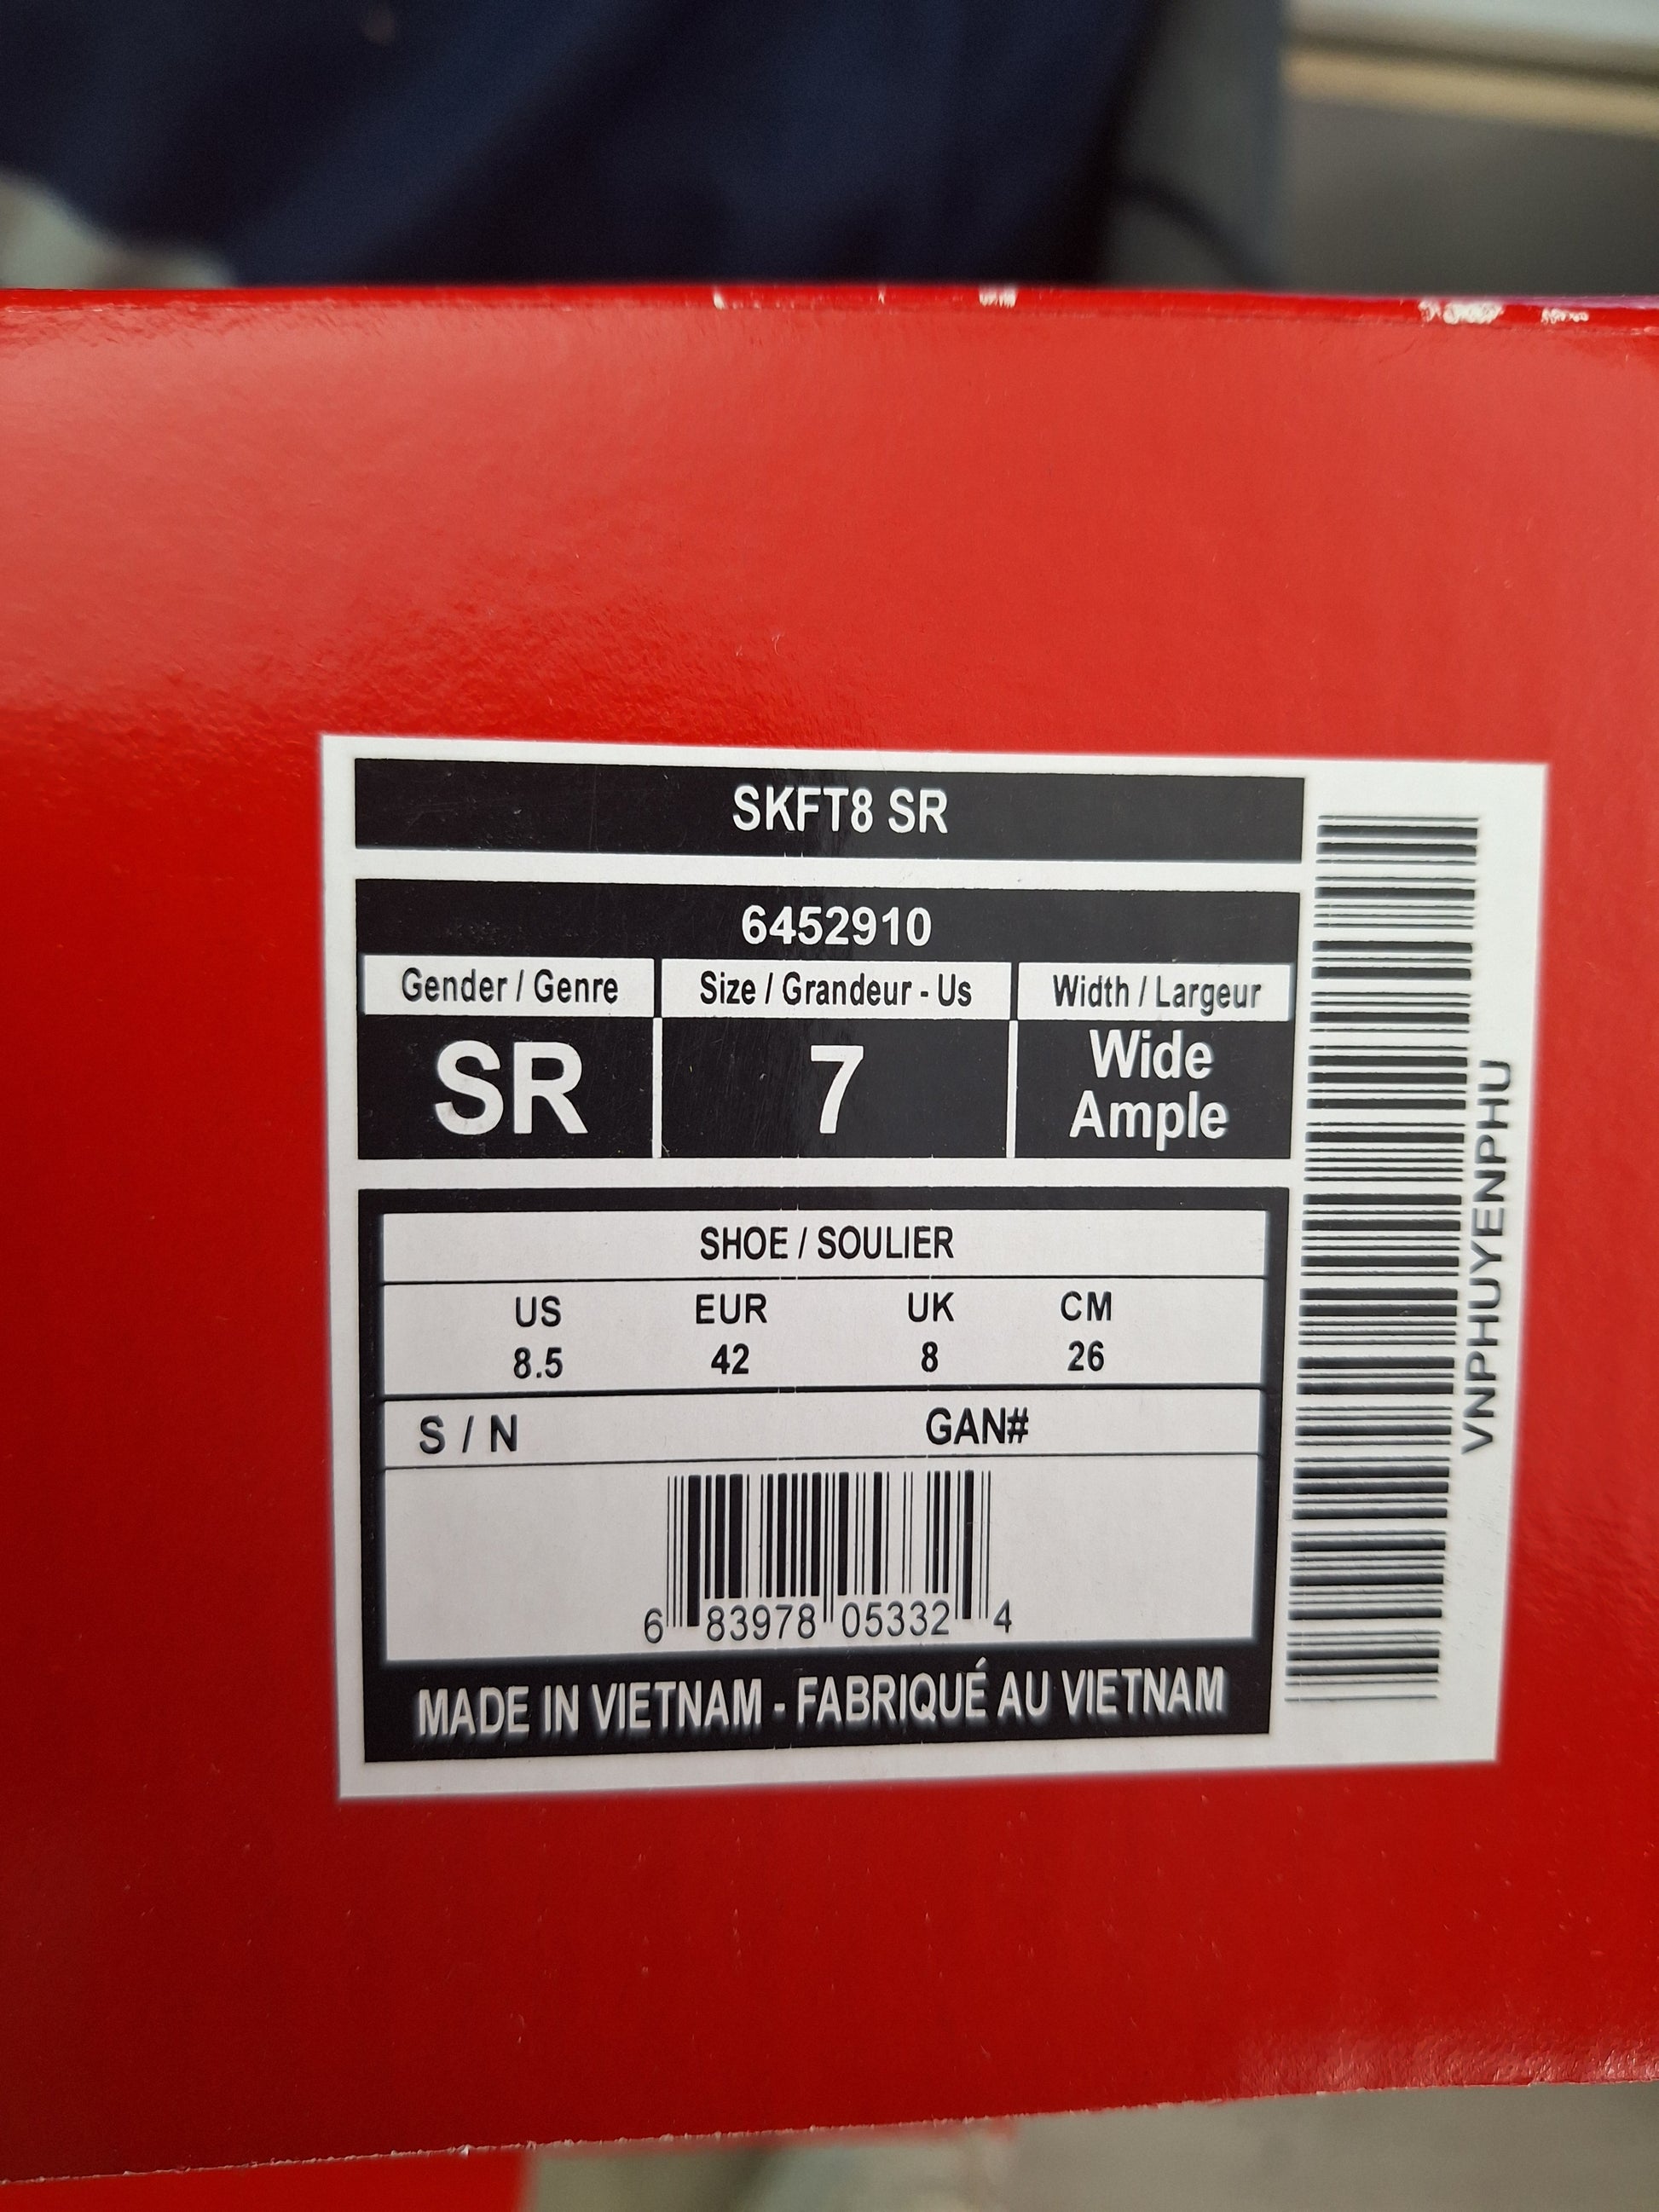 SKFT8 SR
6452910
Gender / Genre Size / Grandeur - Us Width / Largeur
SR 7 Wide Ample
SHOE / SOULIER
US EUR UK CM
8.5 42 8 26
S / N GAN#
6 83978 05332 4
MADE IN VIETNAM - FABRIQUÉ AU VIETNAM
VNPHUYENPHU